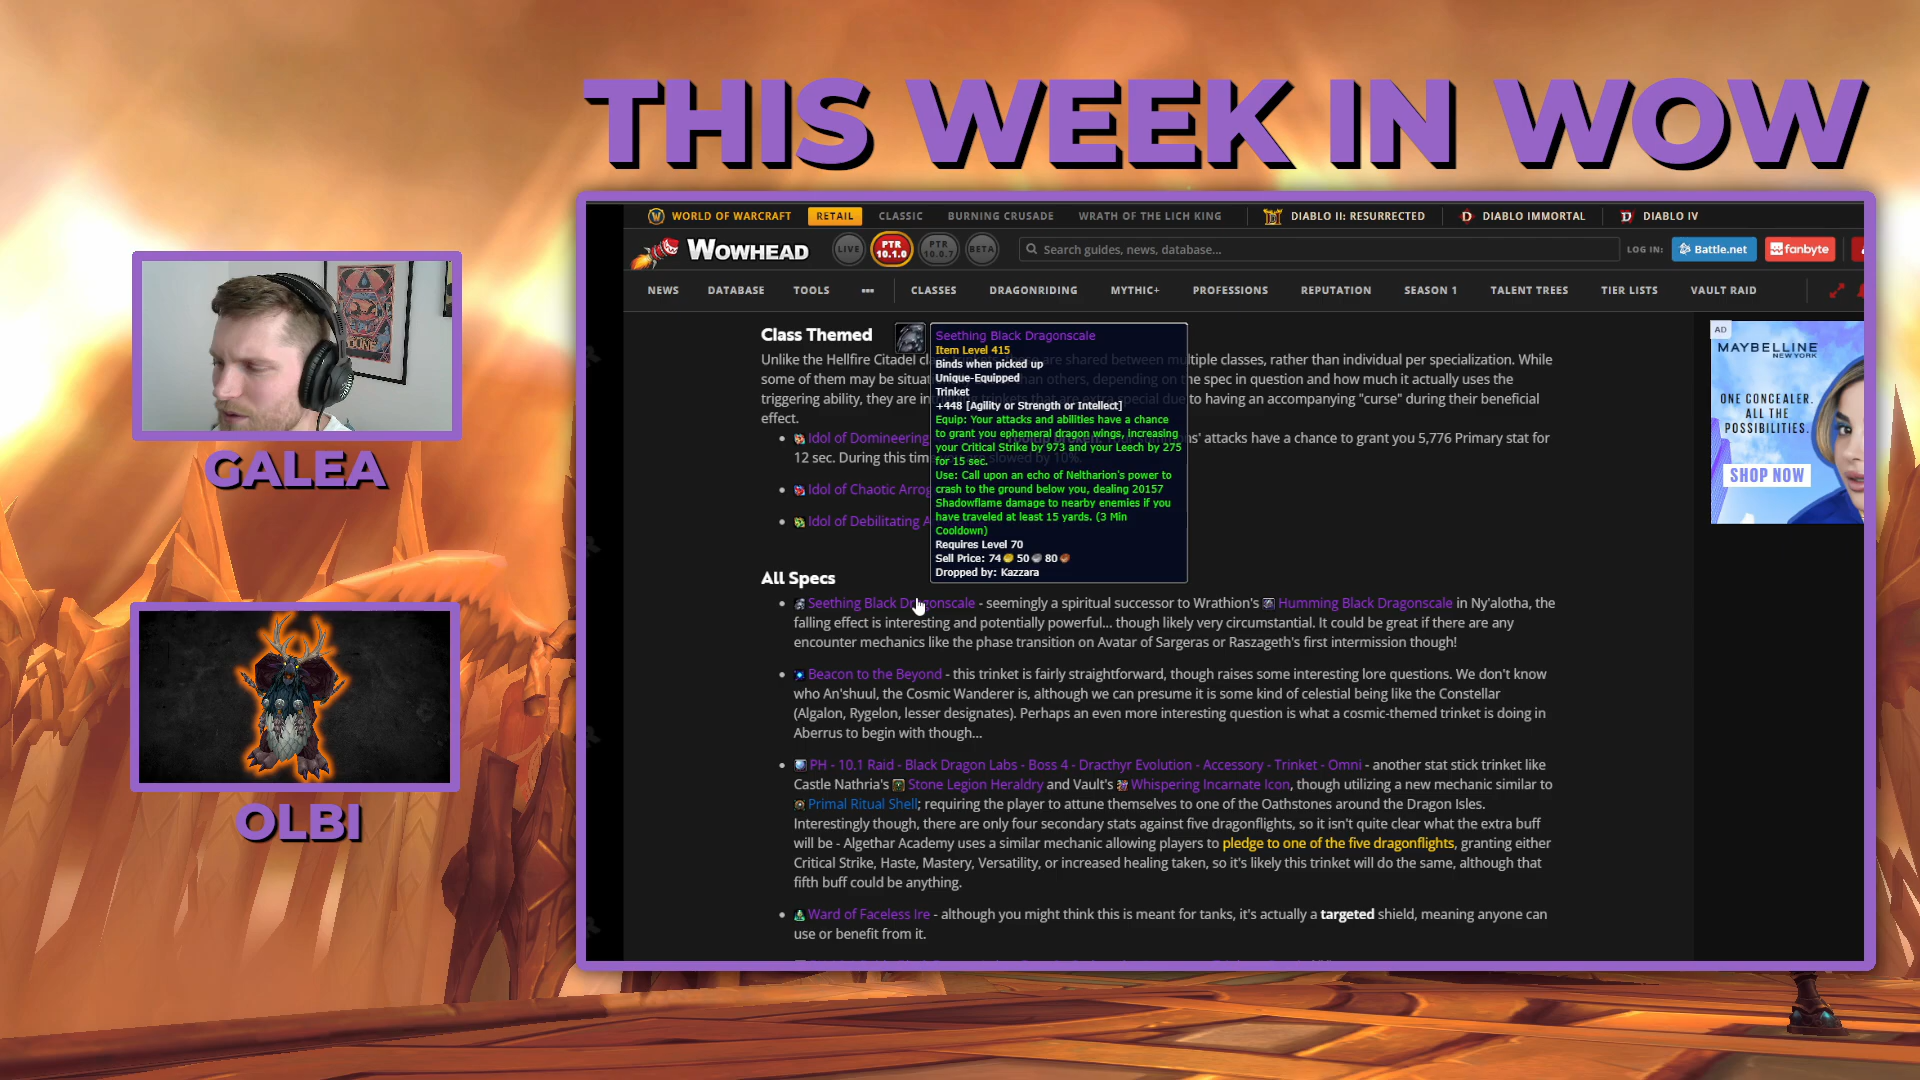 THIS WEEK IN WOW
WORLD OF WARCRAFT RETAIL CLASSIC BURNING CRUSADE WRATH OF THE LICH KING DIABLO II: RESURRECTED DIABLO IMMORTAL DIABLO IV
WOWHEAD LIVE PTR 10.1.0 PTR 10.0.7 BETA Search guides, news, database... LOG IN: Battle.net fanbyte
NEWS DATABASE TOOLS ••• CLASSES DRAGONRIDING MYTHIC+ PROFESSIONS REPUTATION SEASON 1 TALENT TREES TIER LISTS VAULT RAID
Class Themed
Unlike the Hellfire Citadel cl are shared between multiple classes, rather than individual per specialization. While
some of them may be situat than others, depending on the spec in question and how much it actually uses the
triggering ability, they are in trinkets that are extra special due to having an accompanying "curse" during their beneficial
effect.
Idol of Domineering attacks have a chance to grant you 5,776 Primary stat for
12 sec. During this time slowed by 10%.
Idol of Chaotic Arrog
Idol of Debilitating A
Seething Black Dragonscale
Item Level 415
Binds when picked up
Unique-Equipped
Trinket
+448 [Agility or Strength or Intellect]
Equip: Your attacks and abilities have a chance
to grant you ephemeral dragon wings, increasing
your Critical Strike by 973 and your Leech by 275
for 15 sec.
Use: Call upon an echo of Neltharion's power to
crash to the ground below you, dealing 20157
Shadowflame damage to nearby enemies if you
have traveled at least 15 yards. (3 Min
Cooldown)
Requires Level 70
Sell Price: 74 50 80
Dropped by: Kazzara
All Specs
Seething Black Dragonscale - seemingly a spiritual successor to Wrathion's Humming Black Dragonscale in Ny'alotha, the
falling effect is interesting and potentially powerful... though likely very circumstantial. It could be great if there are any
encounter mechanics like the phase transition on Avatar of Sargeras or Raszageth's first intermission though!
Beacon to the Beyond - this trinket is fairly straightforward, though raises some interesting lore questions. We don't know
who An'shuul, the Cosmic Wanderer is, although we can presume it is some kind of celestial being like the Constellar
(Algalon, Rygelon, lesser designates). Perhaps an even more interesting question is what a cosmic-themed trinket is doing in
Aberrus to begin with though...
PH - 10.1 Raid - Black Dragon Labs - Boss 4 - Dracthyr Evolution - Accessory - Trinket - Omni - another stat stick trinket like
Castle Nathria's Stone Legion Heraldry and Vault's Whispering Incarnate Icon, though utilizing a new mechanic similar to
Primal Ritual Shell; requiring the player to attune themselves to one of the Oathstones around the Dragon Isles.
Interestingly though, there are only four secondary stats against five dragonflights, so it isn't quite clear what the extra buff
will be - Algethar Academy uses a similar mechanic allowing players to pledge to one of the five dragonflights, granting either
Critical Strike, Haste, Mastery, Versatility, or increased healing taken, so it's likely this trinket will do the same, although that
fifth buff could be anything.
Ward of Faceless Ire - although you might think this is meant for tanks, it's actually a targeted shield, meaning anyone can
use or benefit from it.
AD
MAYBELLINE
NEW YORK
ONE CONCEALER.
ALL THE
POSSIBILITIES.
SHOP NOW
GALEA
OLBI